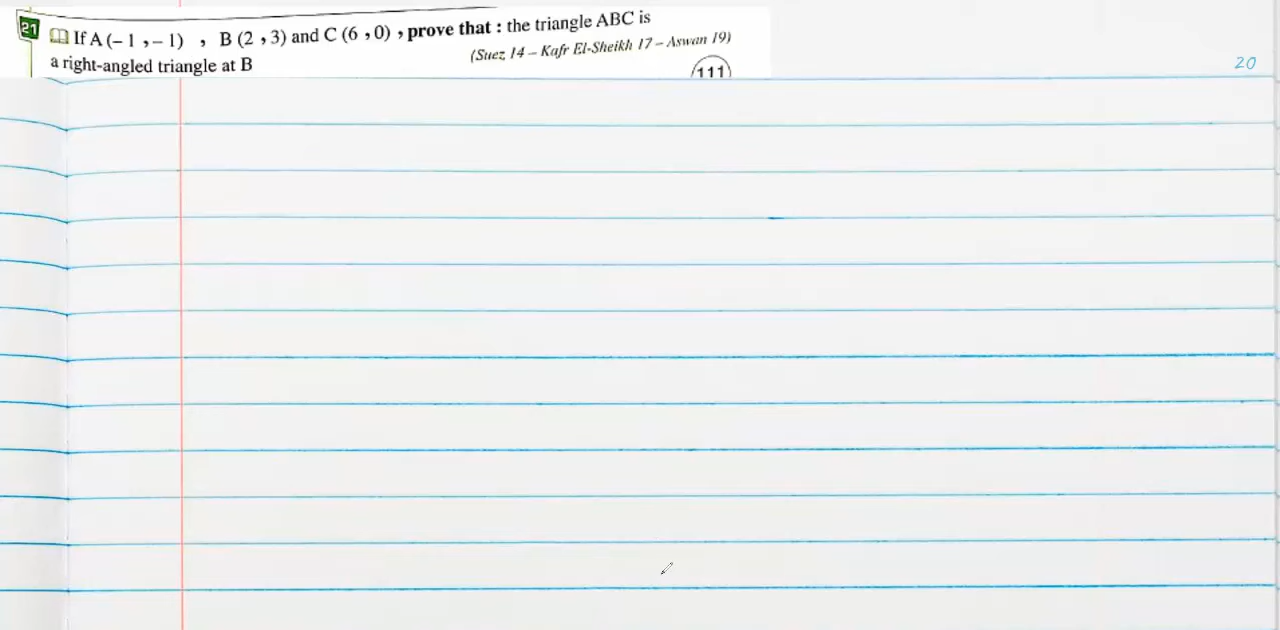 21 If A (– 1 , – 1) , B (2 , 3) and C (6 , 0) , prove that : the triangle ABC is
a right-angled triangle at B
(Suez 14 – Kafr El-Sheikh 17 – Aswan 19)
111
20